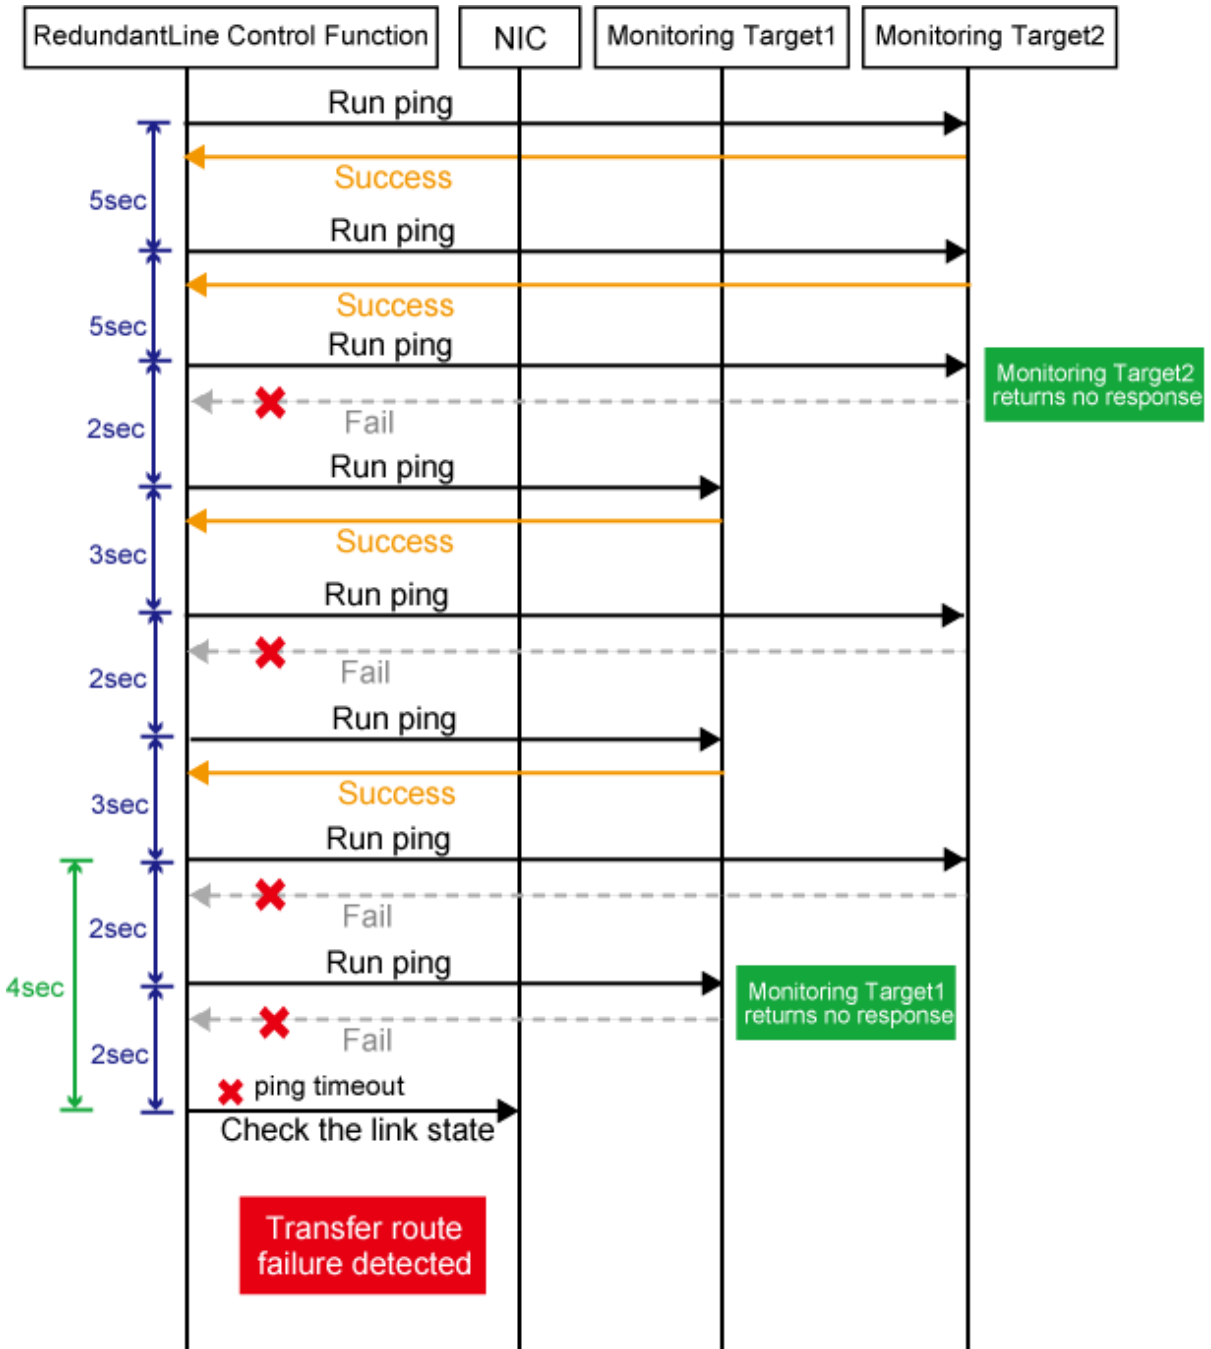 RedundantLine Control Function
NIC
Monitoring Target1
Monitoring Target2
Run ping
Success
5sec
Run ping
Success
5sec
Run ping
Monitoring Target2
returns no response
Fail
2sec
Run ping
Success
3sec
Run ping
Fail
2sec
Run ping
Success
3sec
Run ping
Fail
2sec
Run ping
4sec
Monitoring Target1
returns no response
Fail
2sec
ping timeout
Check the link state
Transfer route
failure detected